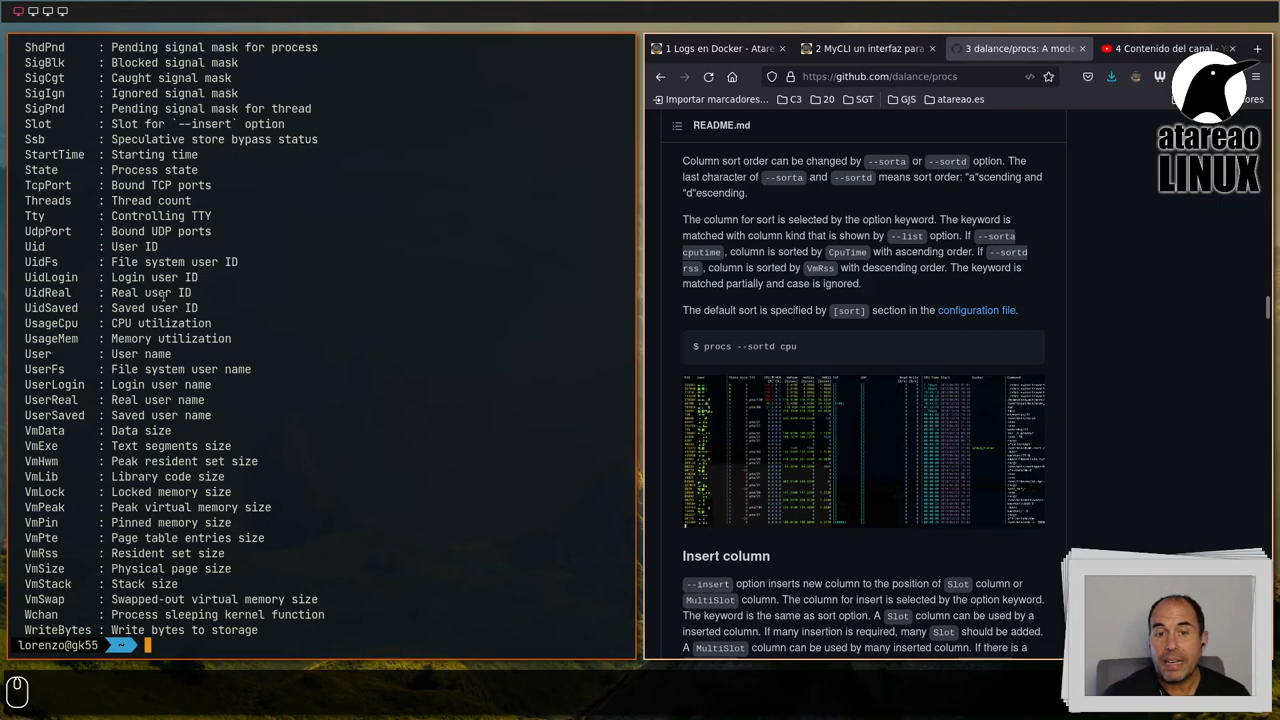 ShdPnd : Pending signal mask for process
SigBlk : Blocked signal mask
SigCgt : Caught signal mask
SigIgn : Ignored signal mask
SigPnd : Pending signal mask for thread
Slot : Slot for `--insert` option
Ssb : Speculative store bypass status
StartTime : Starting time
State : Process state
TcpPort : Bound TCP ports
Threads : Thread count
Tty : Controlling TTY
UdpPort : Bound UDP ports
Uid : User ID
UidFs : File system user ID
UidLogin : Login user ID
UidReal : Real user ID
UidSaved : Saved user ID
UsageCpu : CPU utilization
UsageMem : Memory utilization
User : User name
UserFs : File system user name
UserLogin : Login user name
UserReal : Real user name
UserSaved : Saved user name
VmData : Data size
VmExe : Text segments size
VmHwm : Peak resident set size
VmLib : Library code size
VmLock : Locked memory size
VmPeak : Peak virtual memory size
VmPin : Pinned memory size
VmPte : Page table entries size
VmRss : Resident set size
VmSize : Physical page size
VmStack : Stack size
VmSwap : Swapped-out virtual memory size
Wchan : Process sleeping kernel function
WriteBytes : Write bytes to storage
lorenzo@gk55 ~
1 Logs en Docker - Atare
2 MyCLI un interfaz para
3 dalance/procs: A mode
4 Contenido del canal - Y
https://github.com/dalance/procs
Importar marcadores... C3 20 SGT GJS atareao.es
atareao
LINUX
README.md
Column sort order can be changed by --sorta or --sortd option. The
last character of --sorta and --sortd means sort order: "a"scending and
"d"escending.
The column for sort is selected by the option keyword. The keyword is
matched with column kind that is shown by --list option. If --sorta
cputime, column is sorted by CpuTime with ascending order. If --sortd
rss, column is sorted by VmRss with descending order. The keyword is
matched partially and case is ignored.
The default sort is specified by [sort] section in the configuration file.
$ procs --sortd cpu
Insert column
--insert option inserts new column to the position of Slot column or
MultiSlot column. The column for insert is selected by the option keyword.
The keyword is the same as sort option. A Slot column can be used by a
inserted column. If many insertion is required, many Slot should be added.
A MultiSlot column can be used by many inserted column. If there is a